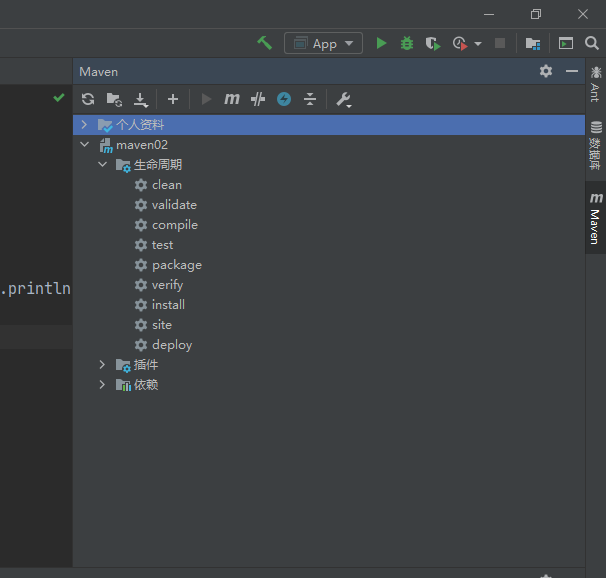 App
Maven
个人资料
maven02
生命周期
clean
validate
compile
test
package
verify
install
site
deploy
插件
依赖
.println
Ant
数据库
Maven